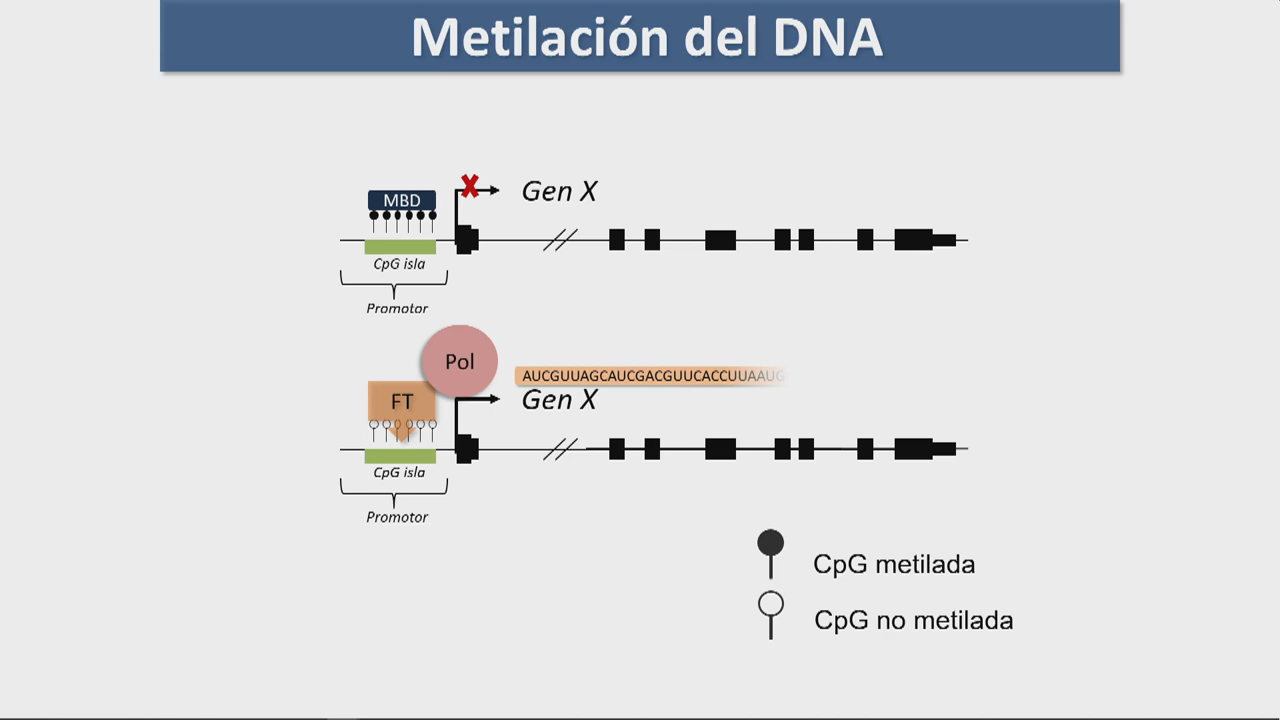 Metilación del DNA
Gen X
MBD
CpG isla
Promotor
Pol
AUCGUUAGCAUCGACGUUCACCUUAAUG
FT
Gen X
CpG isla
Promotor
CpG metilada
CpG no metilada